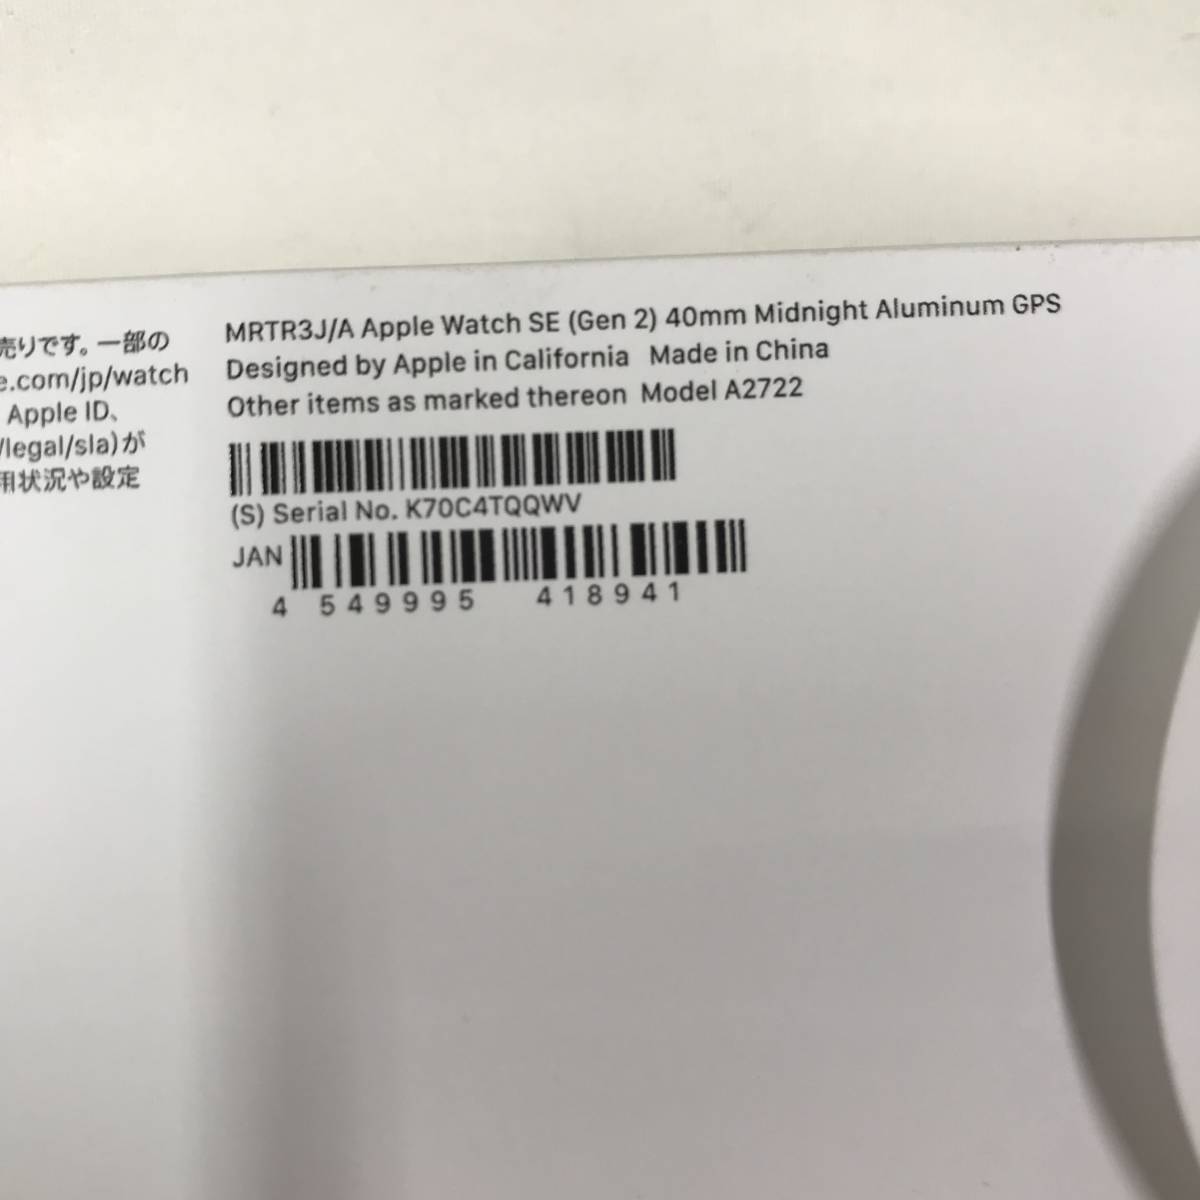 売りです。一部の
e.com/jp/watch
Apple ID、
/legal/sla)が
用状況や設定
MRTR3J/A Apple Watch SE (Gen 2) 40mm Midnight Aluminum GPS
Designed by Apple in California Made in China
Other items as marked thereon Model A2722
(S) Serial No. K70C4TQQWV
JAN
4 549995 418941